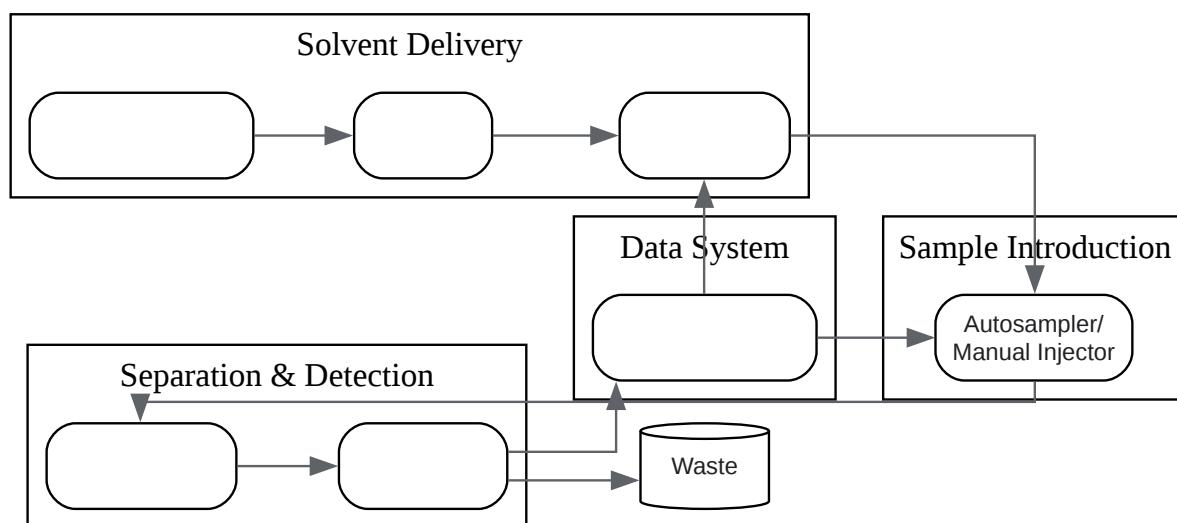 Solvent Delivery
Data System
Sample Introduction
Autosampler/
Manual Injector
Separation & Detection
Waste